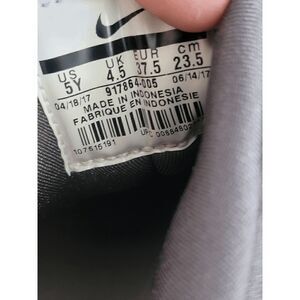 US UK EUR cm
5Y 4.5 37.5 23.5
04/18/17 917864-005 06/14/17
MADE IN INDONESIA
FABRIQUE EN INDONESIE
107615191